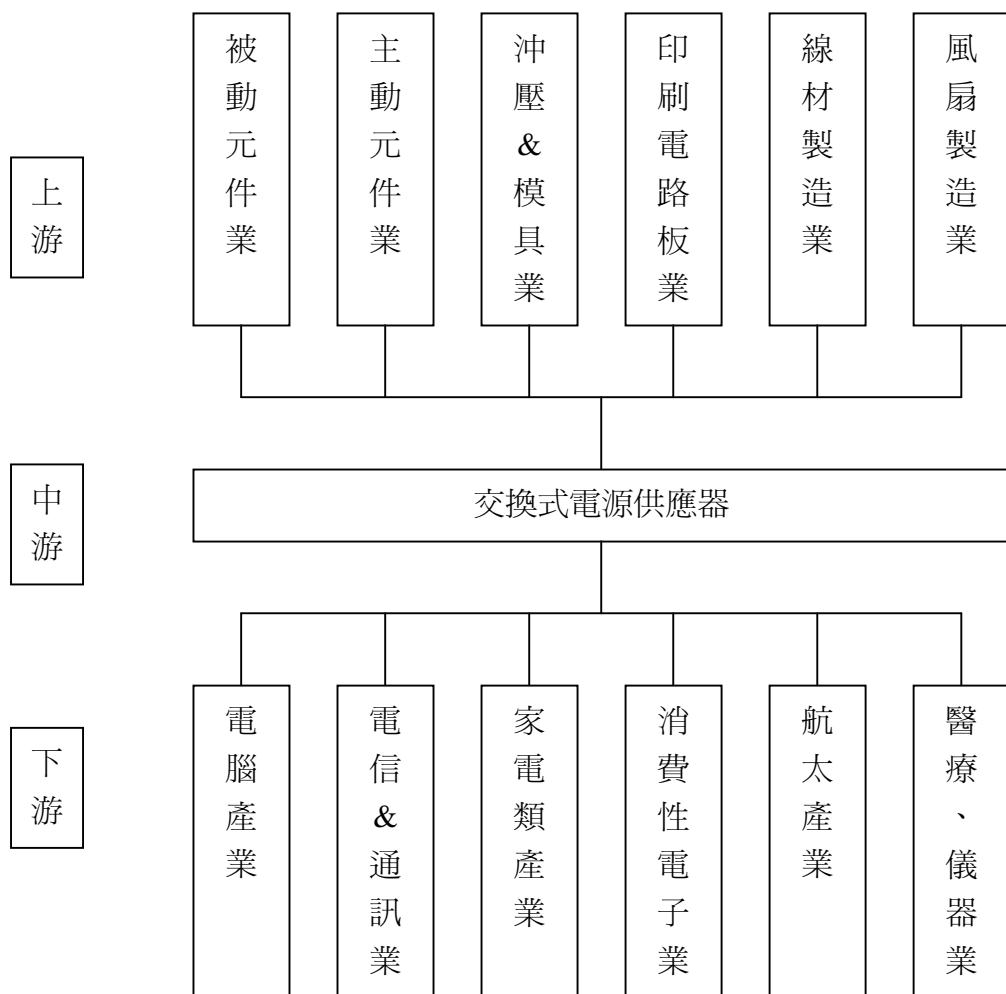 上游
被動元件業
主動元件業
沖壓&模具業
印刷電路板業
線材製造業
風扇製造業
中游
交換式電源供應器
下游
電腦產業
電信&通訊業
家電類產業
消費性電子業
航太產業
醫療、儀器業